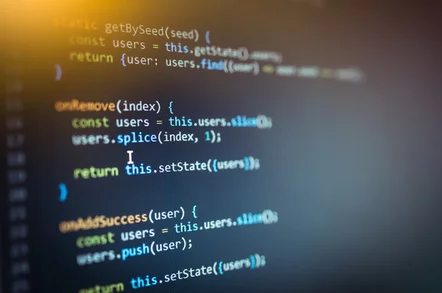 static getBySeed(seed) {
const users = this.getState().users;
return {user: users.find((user) =>
}
onRemove(index) {
const users = this.users.slice();
users.splice(index, 1);
return this.setState({users});
}
onAddSuccess(user) {
const users = this.users.slice();
users.push(user);
return this.setState({users});